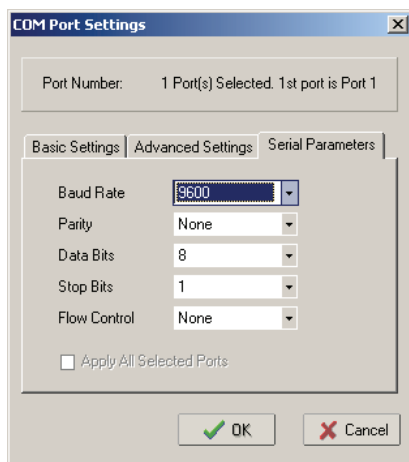 COM Port Settings
Port Number: 1 Port(s) Selected. 1st port is Port 1
Basic Settings Advanced Settings Serial Parameters
Baud Rate 9600
Parity None
Data Bits 8
Stop Bits 1
Flow Control None
Apply All Selected Ports
OK Cancel